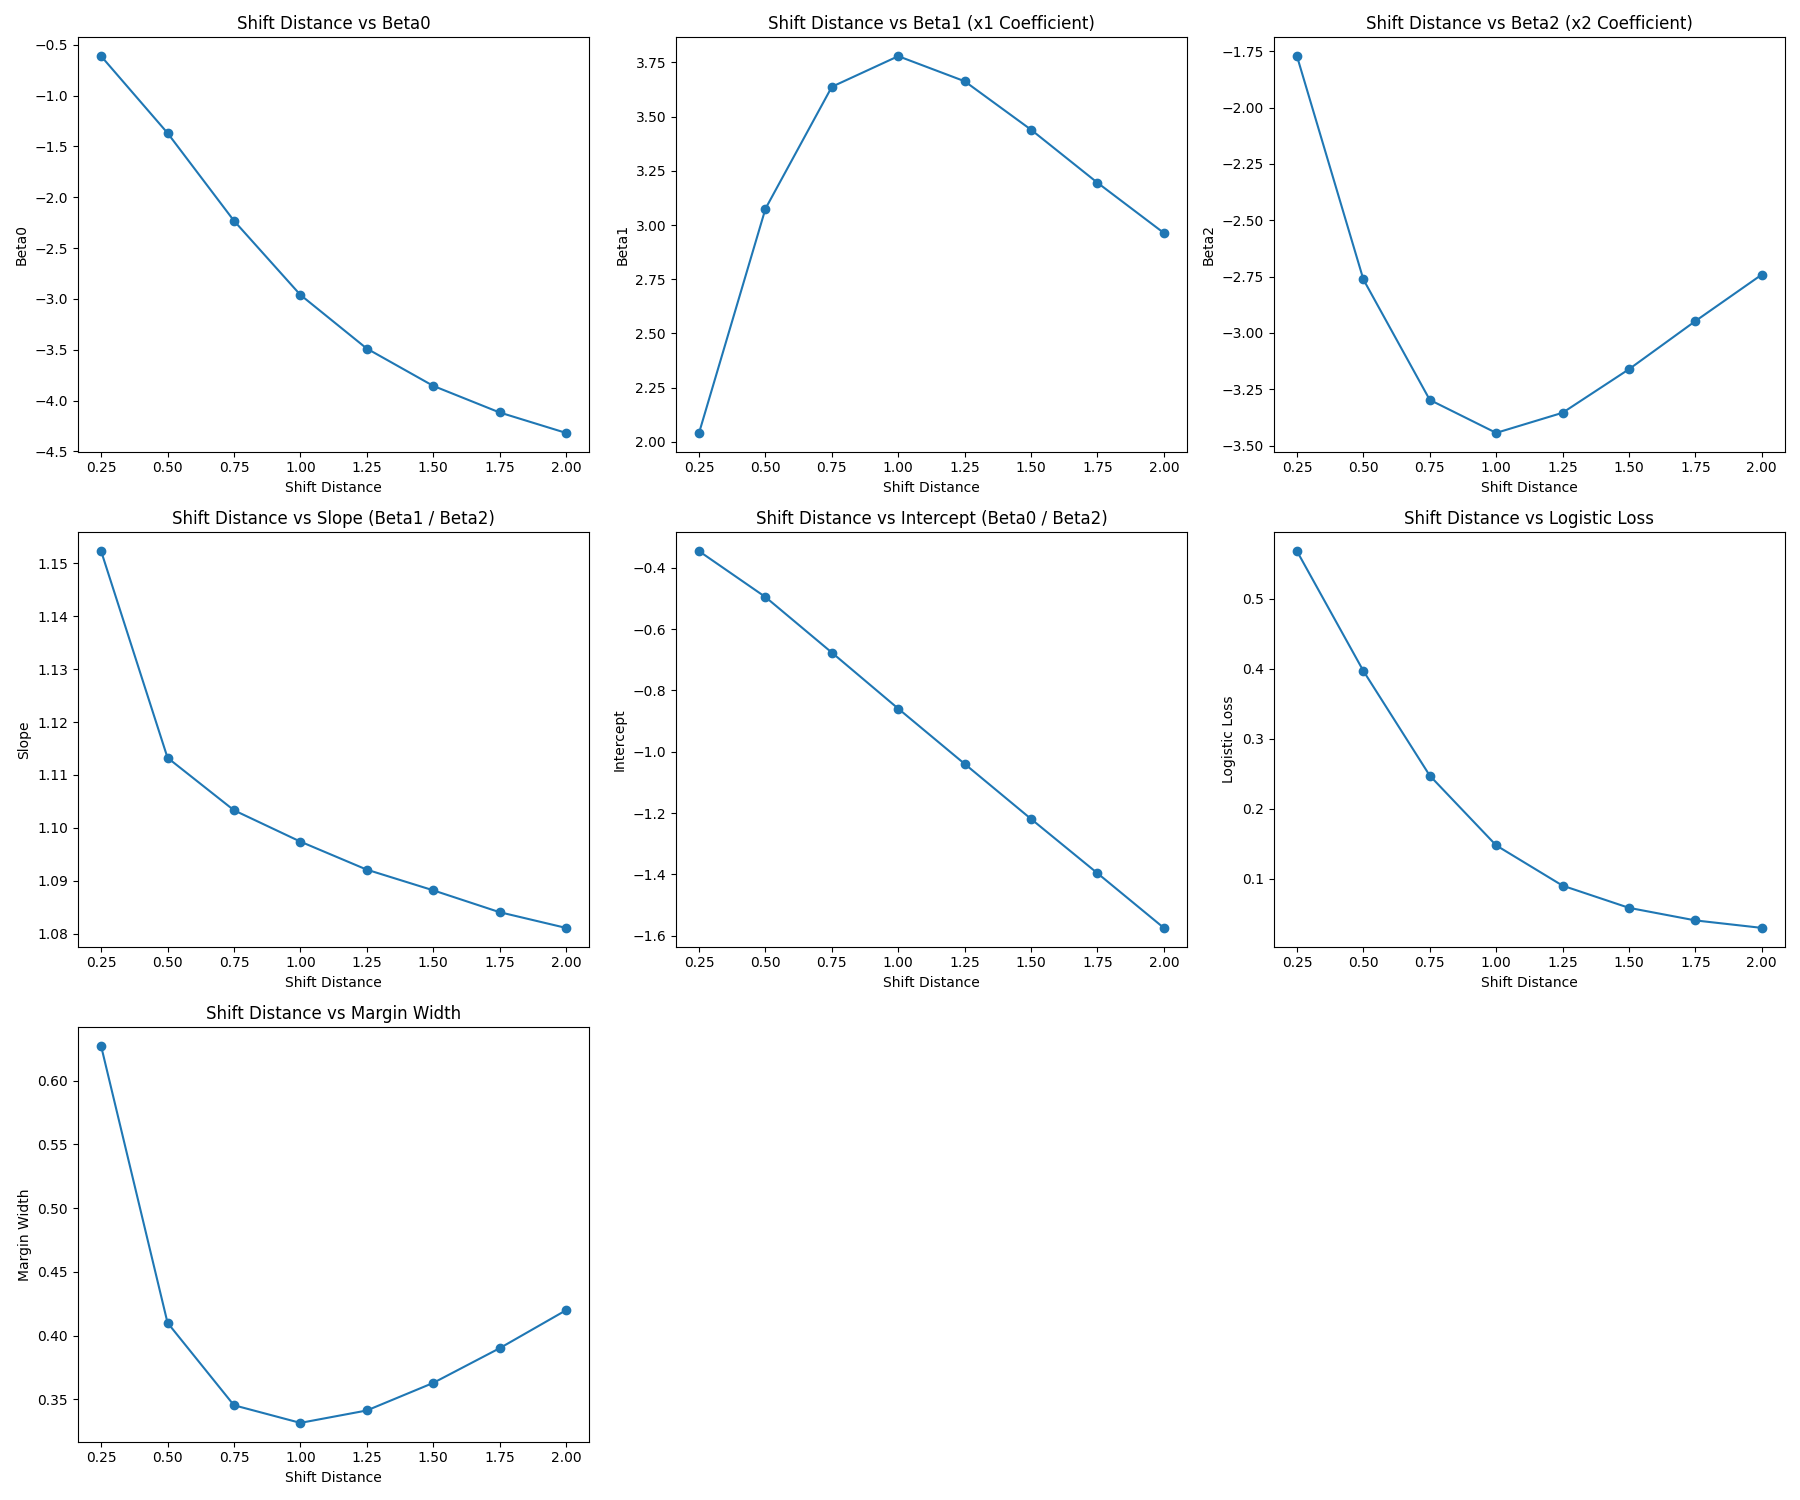 Shift Distance vs Beta0
Beta0
−0.5
−1.0
−1.5
−2.0
−2.5
−3.0
−3.5
−4.0
−4.5
0.25 0.50 0.75 1.00 1.25 1.50 1.75 2.00
Shift Distance
Shift Distance vs Beta1 (x1 Coefficient)
Beta1
3.75
3.50
3.25
3.00
2.75
2.50
2.25
2.00
0.25 0.50 0.75 1.00 1.25 1.50 1.75 2.00
Shift Distance
Shift Distance vs Beta2 (x2 Coefficient)
Beta2
−1.75
−2.00
−2.25
−2.50
−2.75
−3.00
−3.25
−3.50
0.25 0.50 0.75 1.00 1.25 1.50 1.75 2.00
Shift Distance
Shift Distance vs Slope (Beta1 / Beta2)
Slope
1.15
1.14
1.13
1.12
1.11
1.10
1.09
1.08
0.25 0.50 0.75 1.00 1.25 1.50 1.75 2.00
Shift Distance
Shift Distance vs Intercept (Beta0 / Beta2)
Intercept
−0.4
−0.6
−0.8
−1.0
−1.2
−1.4
−1.6
0.25 0.50 0.75 1.00 1.25 1.50 1.75 2.00
Shift Distance
Shift Distance vs Logistic Loss
Logistic Loss
0.5
0.4
0.3
0.2
0.1
0.25 0.50 0.75 1.00 1.25 1.50 1.75 2.00
Shift Distance
Shift Distance vs Margin Width
Margin Width
0.60
0.55
0.50
0.45
0.40
0.35
0.25 0.50 0.75 1.00 1.25 1.50 1.75 2.00
Shift Distance